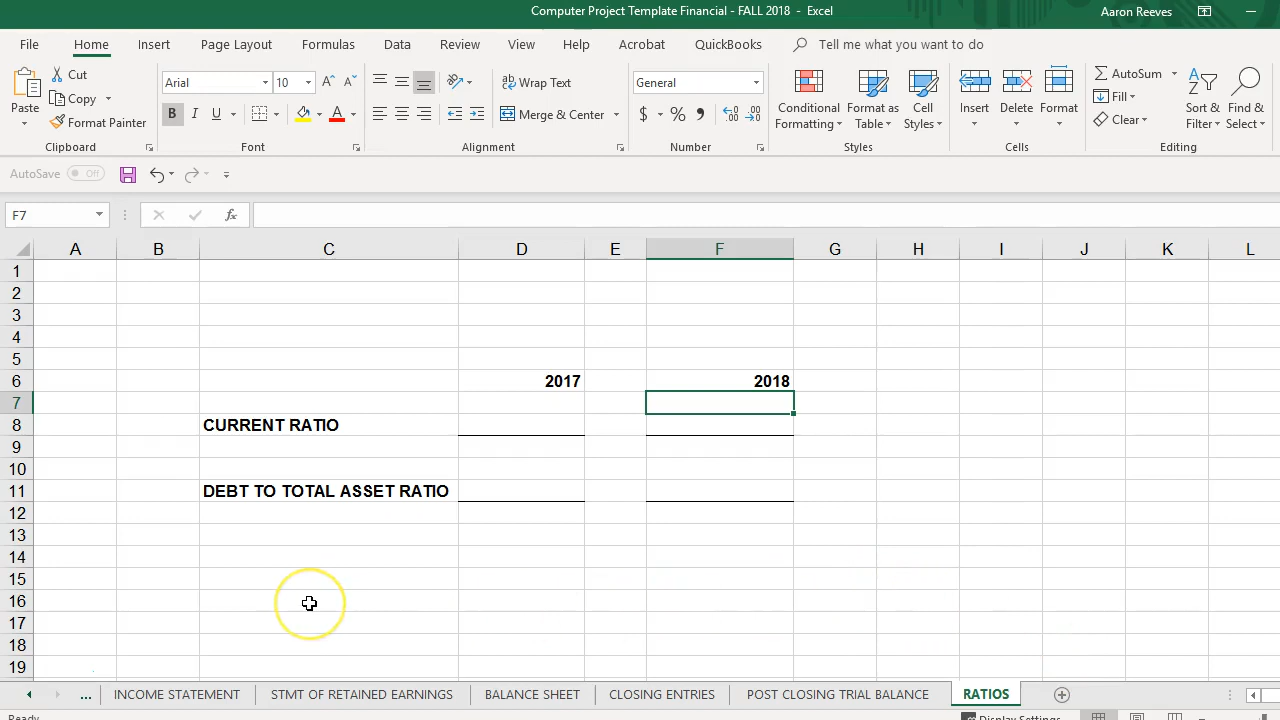 Computer Project Template Financial - FALL 2018 - Excel
Aaron Reeves
File Home Insert Page Layout Formulas Data Review View Help Acrobat QuickBooks Tell me what you want to do
Paste
Cut
Copy
Format Painter
Clipboard
Arial 10
B I U
Font
Wrap Text
Merge & Center
Alignment
General
$ % ,
Number
Conditional Formatting
Format as Table
Cell Styles
Styles
Insert Delete Format
Cells
AutoSum
Fill
Clear
Sort & Filter
Find & Select
Editing
AutoSave Off
F7
fx
A B C D E F G H I J K L
1
2
3
4
5
6 2017 2018
7
8 CURRENT RATIO
9
10
11 DEBT TO TOTAL ASSET RATIO
12
13
14
15
16
17
18
19
... INCOME STATEMENT STMT OF RETAINED EARNINGS BALANCE SHEET CLOSING ENTRIES POST CLOSING TRIAL BALANCE RATIOS
Ready Display Settings